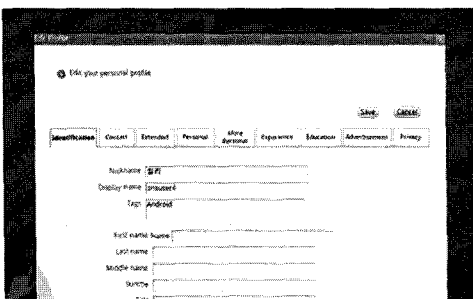 Edit your personal profile
Save Cancel
Identification Contact Extended Personal More personal Experience Education Advertisement Privacy
Nickname
Display name
Tags Android
First name
Last name
Middle name
Surname